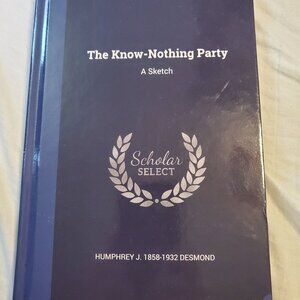 The Know-Nothing Party
A Sketch
Scholar
SELECT
HUMPHREY J. 1858-1932 DESMOND